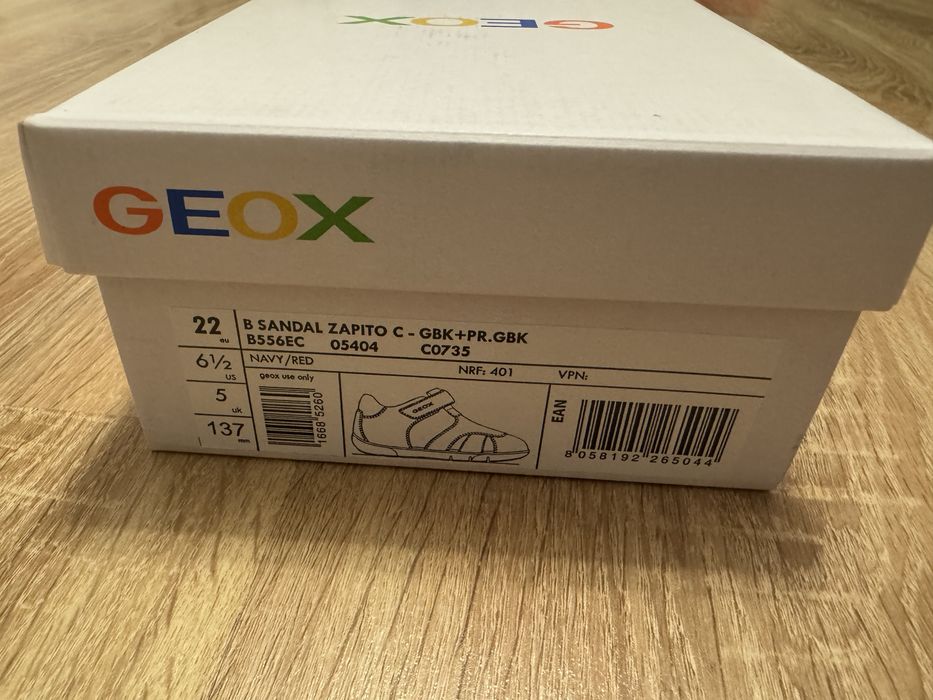 GEOX
GEOX
22 eu
B SANDAL ZAPITO C - GBK+PR.GBK
B556EC 05404 C0735
6½ US
NAVY/RED
NRF: 401 VPN:
5 uk
geox use only
137 mm
1668 5260
GEOX
EAN
8 058192 265044